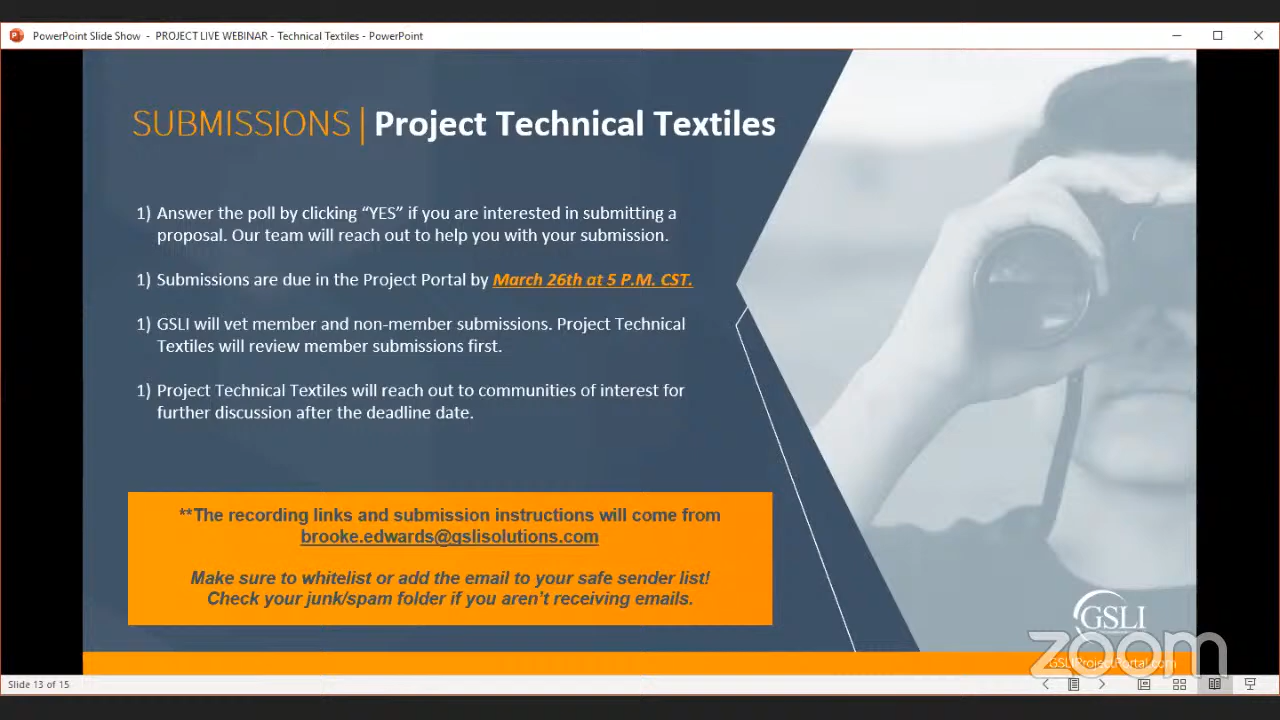 PowerPoint Slide Show - PROJECT LIVE WEBINAR - Technical Textiles - PowerPoint
SUBMISSIONS | Project Technical Textiles
1) Answer the poll by clicking “YES” if you are interested in submitting a
proposal. Our team will reach out to help you with your submission.
1) Submissions are due in the Project Portal by March 26th at 5 P.M. CST.
1) GSLI will vet member and non-member submissions. Project Technical
Textiles will review member submissions first.
1) Project Technical Textiles will reach out to communities of interest for
further discussion after the deadline date.
**The recording links and submission instructions will come from
brooke.edwards@gslisolutions.com
Make sure to whitelist or add the email to your safe sender list!
Check your junk/spam folder if you aren’t receiving emails.
GSLI
zoom
GSLIProjectPortal.com
Slide 13 of 15